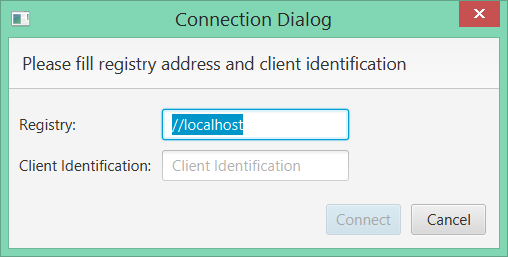 Connection Dialog
Please fill registry address and client identification
Registry: //localhost
Client Identification: Client Identification
Connect Cancel